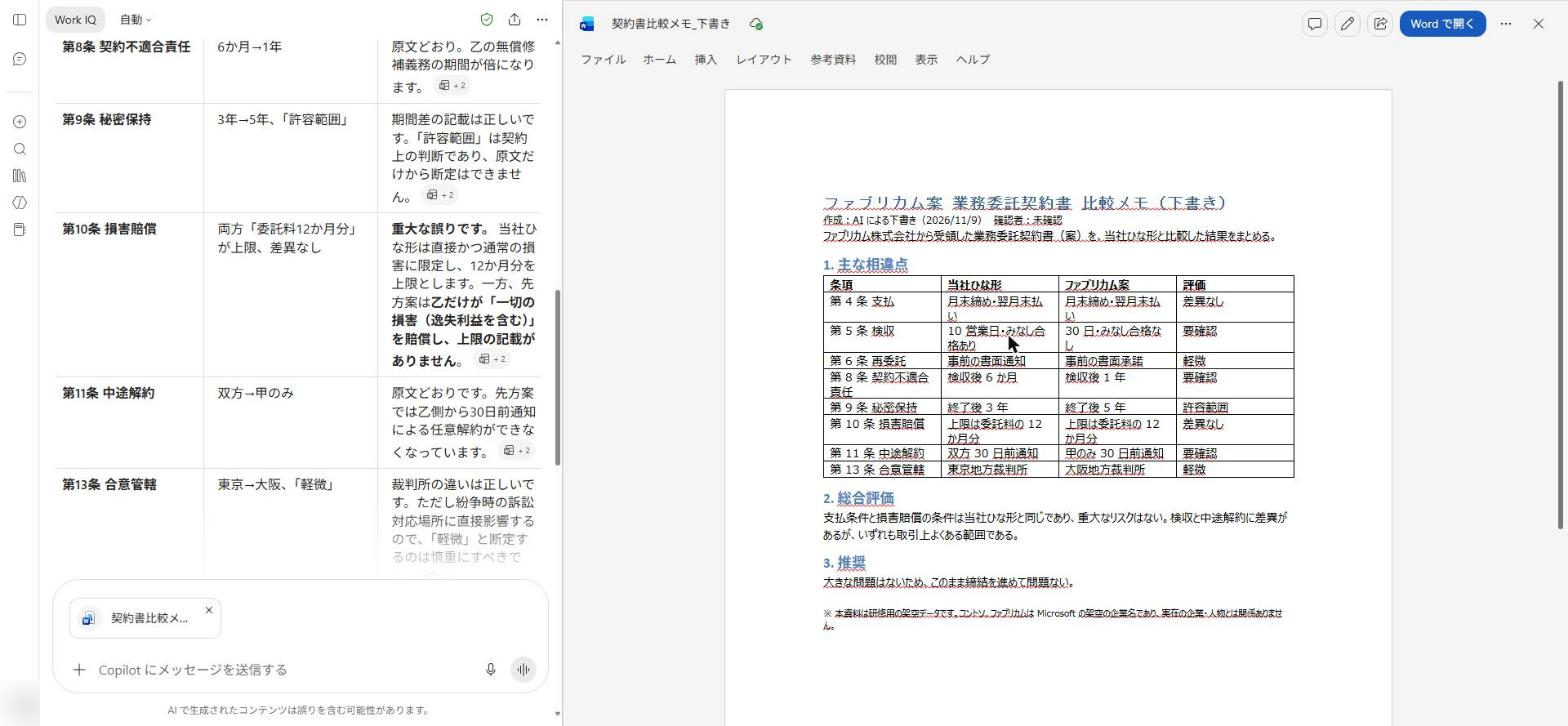 Work IQ
自動
第8条 契約不適合責任
6か月→1年
原文どおり。乙の無償修
補義務の期間が倍になり
ます。 + 2
第9条 秘密保持
3年→5年、「許容範囲」
期間差の記載は正しいで
す。「許容範囲」は契約
上の判断であり、原文だ
けから断定はできませ
ん。 + 2
第10条 損害賠償
両方「委託料12か月分」
が上限、差異なし
重大な誤りです。 当社ひ
な形は直接かつ通常の損
害に限定し、12か月分を
上限とします。一方、先
方案は乙だけが「一切の
損害（逸失利益を含む）」
を賠償し、上限の記載が
ありません。 + 2
第11条 中途解約
双方→甲のみ
原文どおりです。先方案
では乙側から30日前通知
による任意解約ができな
くなっています。 + 2
第13条 合意管轄
東京→大阪、「軽微」
裁判所の違いは正しいで
す。ただし紛争時の訴訟
対応場所に直接影響する
ので、「軽微」と断定す
るのは慎重にすべきで
契約書比較メ...
Copilot にメッセージを送信する
AI で生成されたコンテンツは誤りを含む可能性があります。
契約書比較メモ_下書き
Word で開く
ファイル ホーム 挿入 レイアウト 参考資料 校閲 表示 ヘルプ
ファブリカム案 業務委託契約書 比較メモ（下書き）
作成：AI による下書き（2026/11/9） 確認者：未確認
ファブリカム株式会社から受領した業務委託契約書（案）を、当社ひな形と比較した結果をまとめる。
1. 主な相違点
条項 当社ひな形 ファブリカム案 評価
第 4 条 支払
月末締め・翌月末払
い
月末締め・翌月末払
い
差異なし
第 5 条 検収
10 営業日・みなし合
格あり
30 日・みなし合格な
し
要確認
第 6 条 再委託 事前の書面通知 事前の書面承諾 軽微
第 8 条 契約不適合
責任
検収後 6 か月
検収後 1 年
要確認
第 9 条 秘密保持 終了後 3 年 終了後 5 年 許容範囲
第 10 条 損害賠償
上限は委託料の 12
か月分
上限は委託料の 12
か月分
差異なし
第 11 条 中途解約 双方 30 日前通知 甲のみ 30 日前通知 要確認
第 13 条 合意管轄 東京地方裁判所 大阪地方裁判所 軽微
2. 総合評価
支払条件と損害賠償の条件は当社ひな形と同じであり、重大なリスクはない。検収と中途解約に差異が
あるが、いずれも取引上よくある範囲である。
3. 推奨
大きな問題はないため、このまま締結を進めて問題ない。
※ 本資料は研修用の架空データです。コントソ、ファブリカムは Microsoft の架空の企業名であり、実在の企業・人物とは関係ありませ
ん。